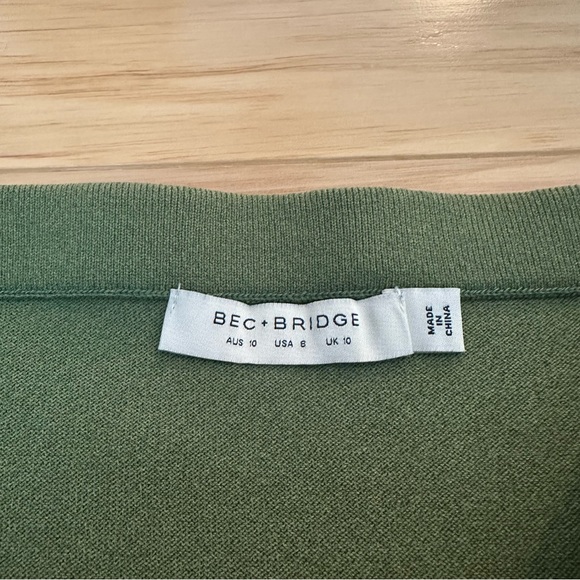 BEC + BRIDGE
AUS 10 USA 6 UK 10
MADE
IN
CHINA